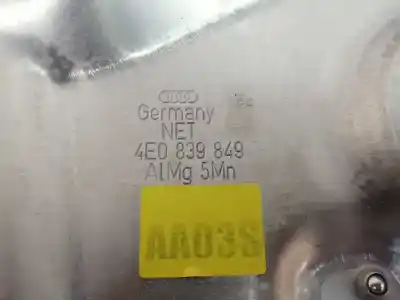 Germany
NET
4E0 839 849
AlMg 5Mn
AA03S